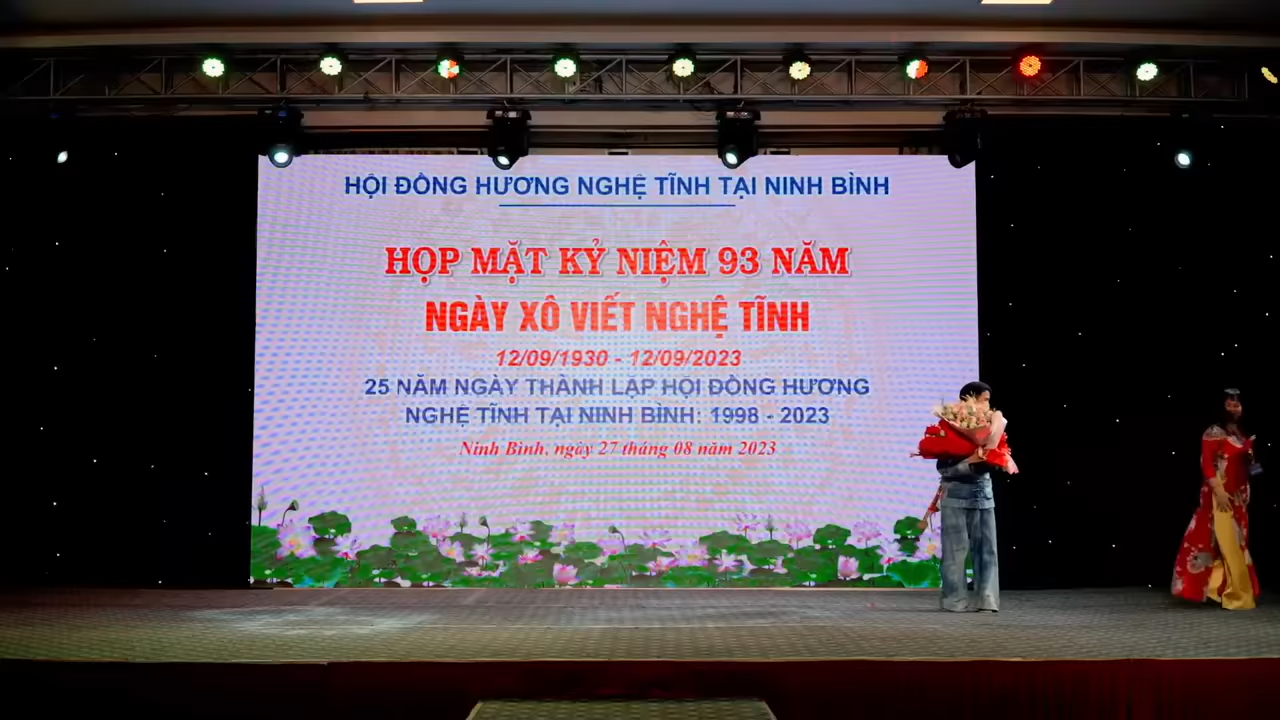 HỘI ĐỒNG HƯƠNG NGHỆ TĨNH TẠI NINH BÌNH
HỌP MẶT KỶ NIỆM 93 NĂM
NGÀY XÔ VIẾT NGHỆ TĨNH
12/09/1930 - 12/09/2023
25 NĂM NGÀY THÀNH LẬP HỘI ĐỒNG HƯƠNG
NGHỆ TĨNH TẠI NINH BÌNH: 1998 - 2023
Ninh Bình, ngày 27 tháng 08 năm 2023